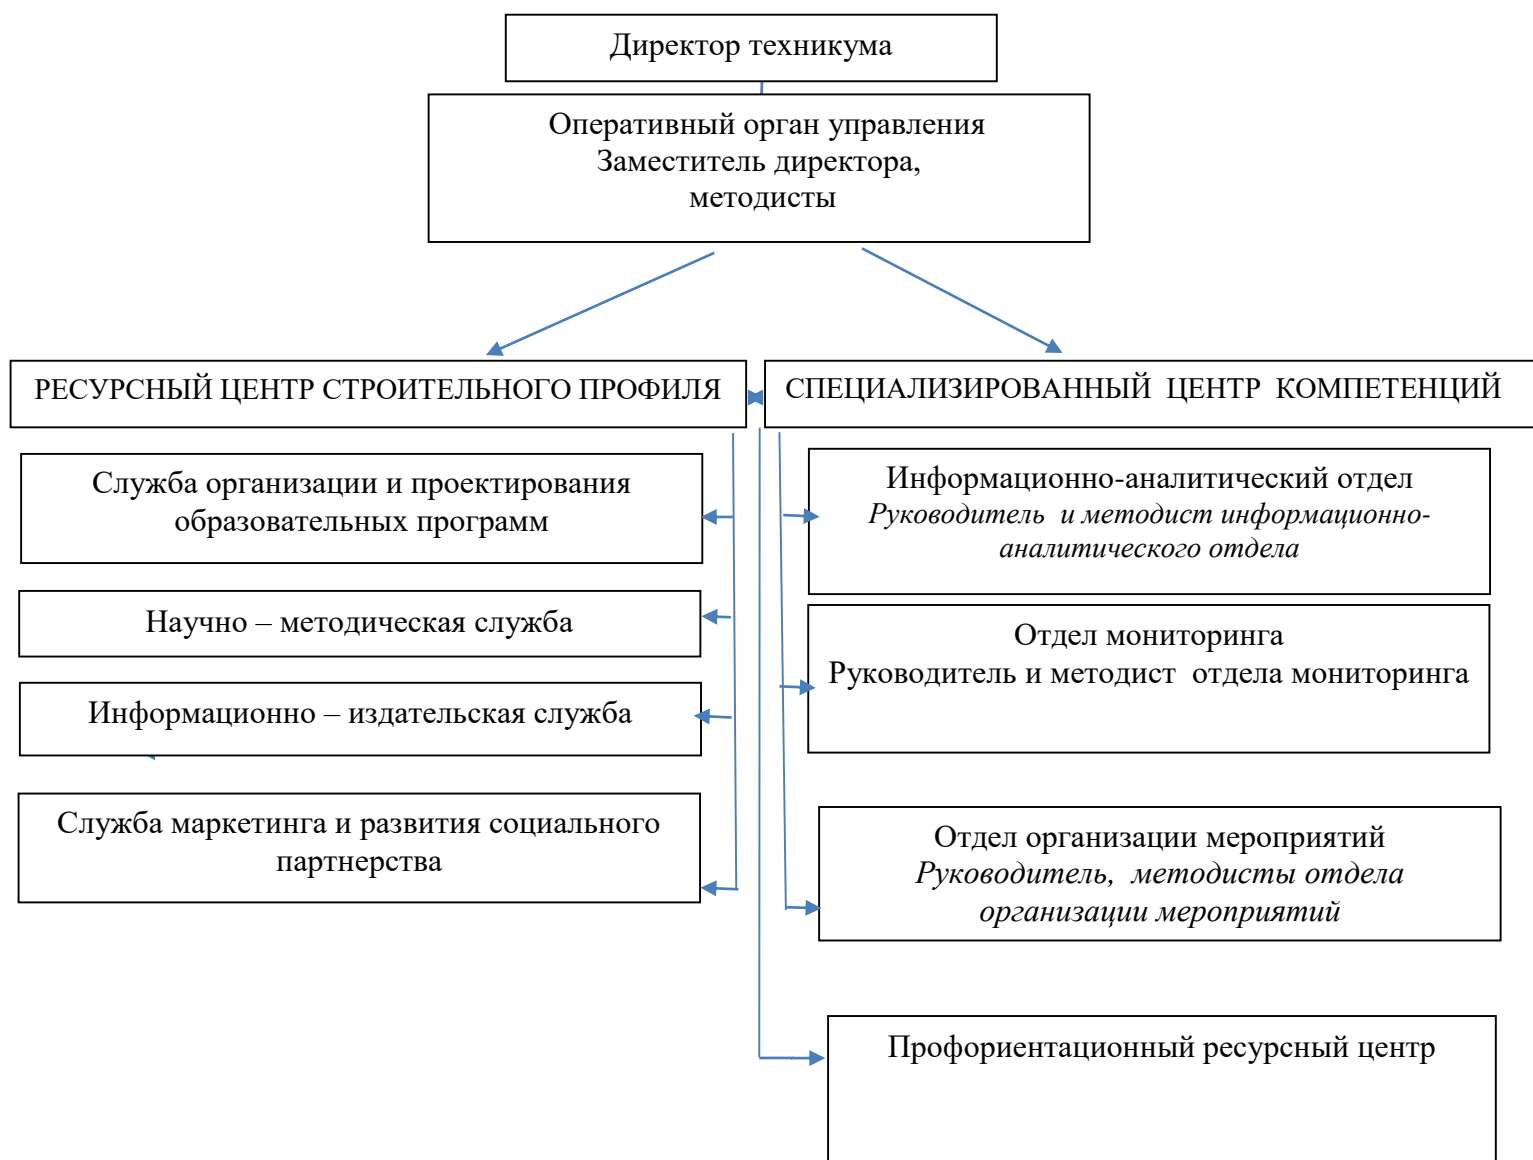 Директор техникума
Оперативный орган управления
Заместитель директора,
методисты
РЕСУРСНЫЙ ЦЕНТР СТРОИТЕЛЬНОГО ПРОФИЛЯ
СПЕЦИАЛИЗИРОВАННЫЙ ЦЕНТР КОМПЕТЕНЦИЙ
Служба организации и проектирования
образовательных программ
Научно – методическая служба
Информационно – издательская служба
Служба маркетинга и развития социального
партнерства
Информационно-аналитический отдел
Руководитель и методист информационно-
аналитического отдела
Отдел мониторинга
Руководитель и методист отдела мониторинга
Отдел организации мероприятий
Руководитель, методисты отдела
организации мероприятий
Профориентационный ресурсный центр